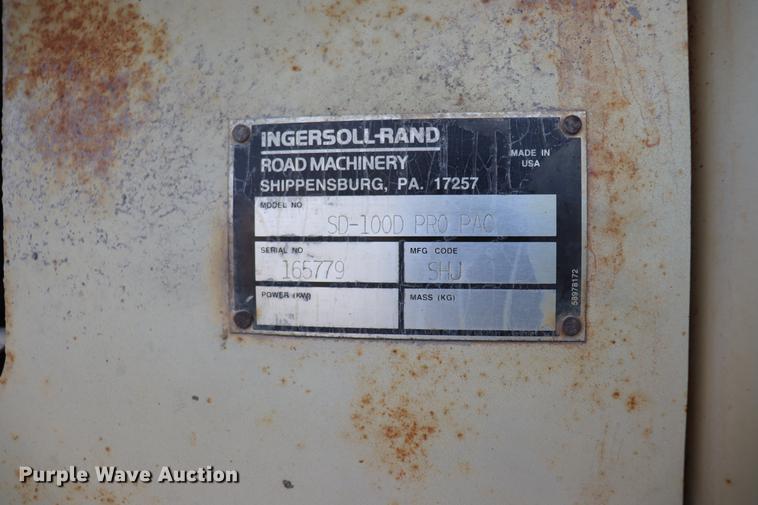 INGERSOLL-RAND
ROAD MACHINERY
SHIPPENSBURG, PA. 17257
MADE IN
USA
MODEL NO
SD-100D PRO PAC
SERIAL NO
165779
MFG CODE
SHJ
POWER (KW)
MASS (KG)
58978172
Purple Wave Auction